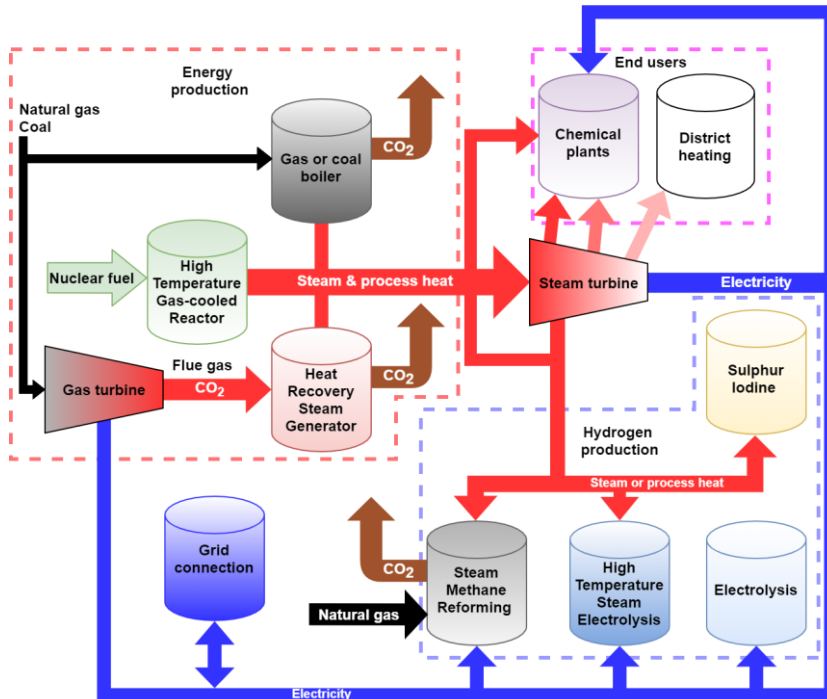 Energy
production
End users
Natural gas
Coal
Gas or coal
boiler
CO2
Chemical
plants
District
heating
Nuclear fuel
High
Temperature
Gas-cooled
Reactor
Steam & process heat
Steam turbine
Electricity
Gas turbine
Flue gas
CO2
Heat
Recovery
Steam
Generator
CO2
Sulphur
Iodine
Hydrogen
production
Steam or process heat
Grid
connection
CO2
Steam
Methane
Reforming
High
Temperature
Steam
Electrolysis
Electrolysis
Natural gas
Electricity